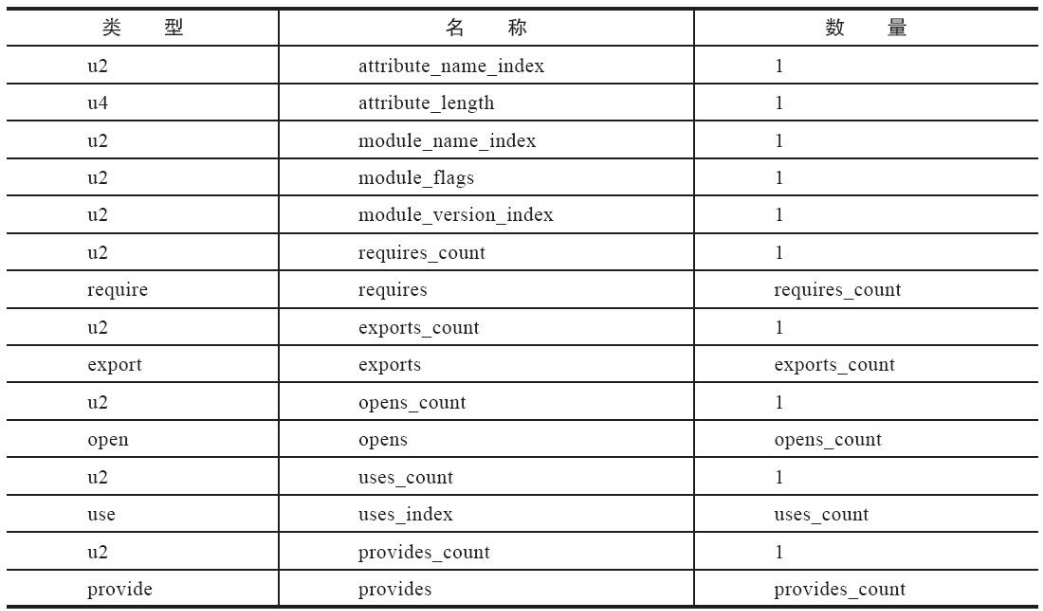 类 型 名 称 数 量
u2 attribute_name_index 1
u4 attribute_length 1
u2 module_name_index 1
u2 module_flags 1
u2 module_version_index 1
u2 requires_count 1
require requires requires_count
u2 exports_count 1
export exports exports_count
u2 opens_count 1
open opens opens_count
u2 uses_count 1
use uses_index uses_count
u2 provides_count 1
provide provides provides_count